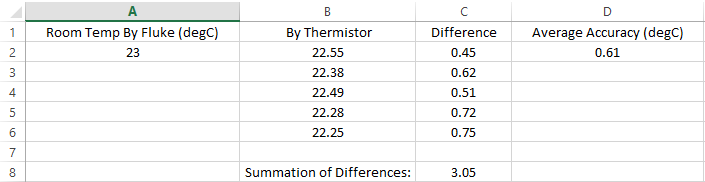 A B C D
1 Room Temp By Fluke (degC) By Thermistor Difference Average Accuracy (degC)
2 23 22.55 0.45 0.61
3 22.38 0.62
4 22.49 0.51
5 22.28 0.72
6 22.25 0.75
7
8 Summation of Differences: 3.05